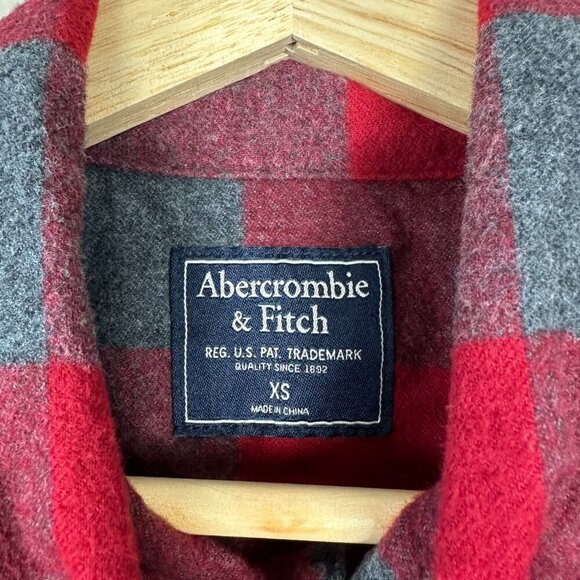 Abercrombie
& Fitch
REG. U.S. PAT. TRADEMARK
QUALITY SINCE 1892
XS
MADE IN CHINA